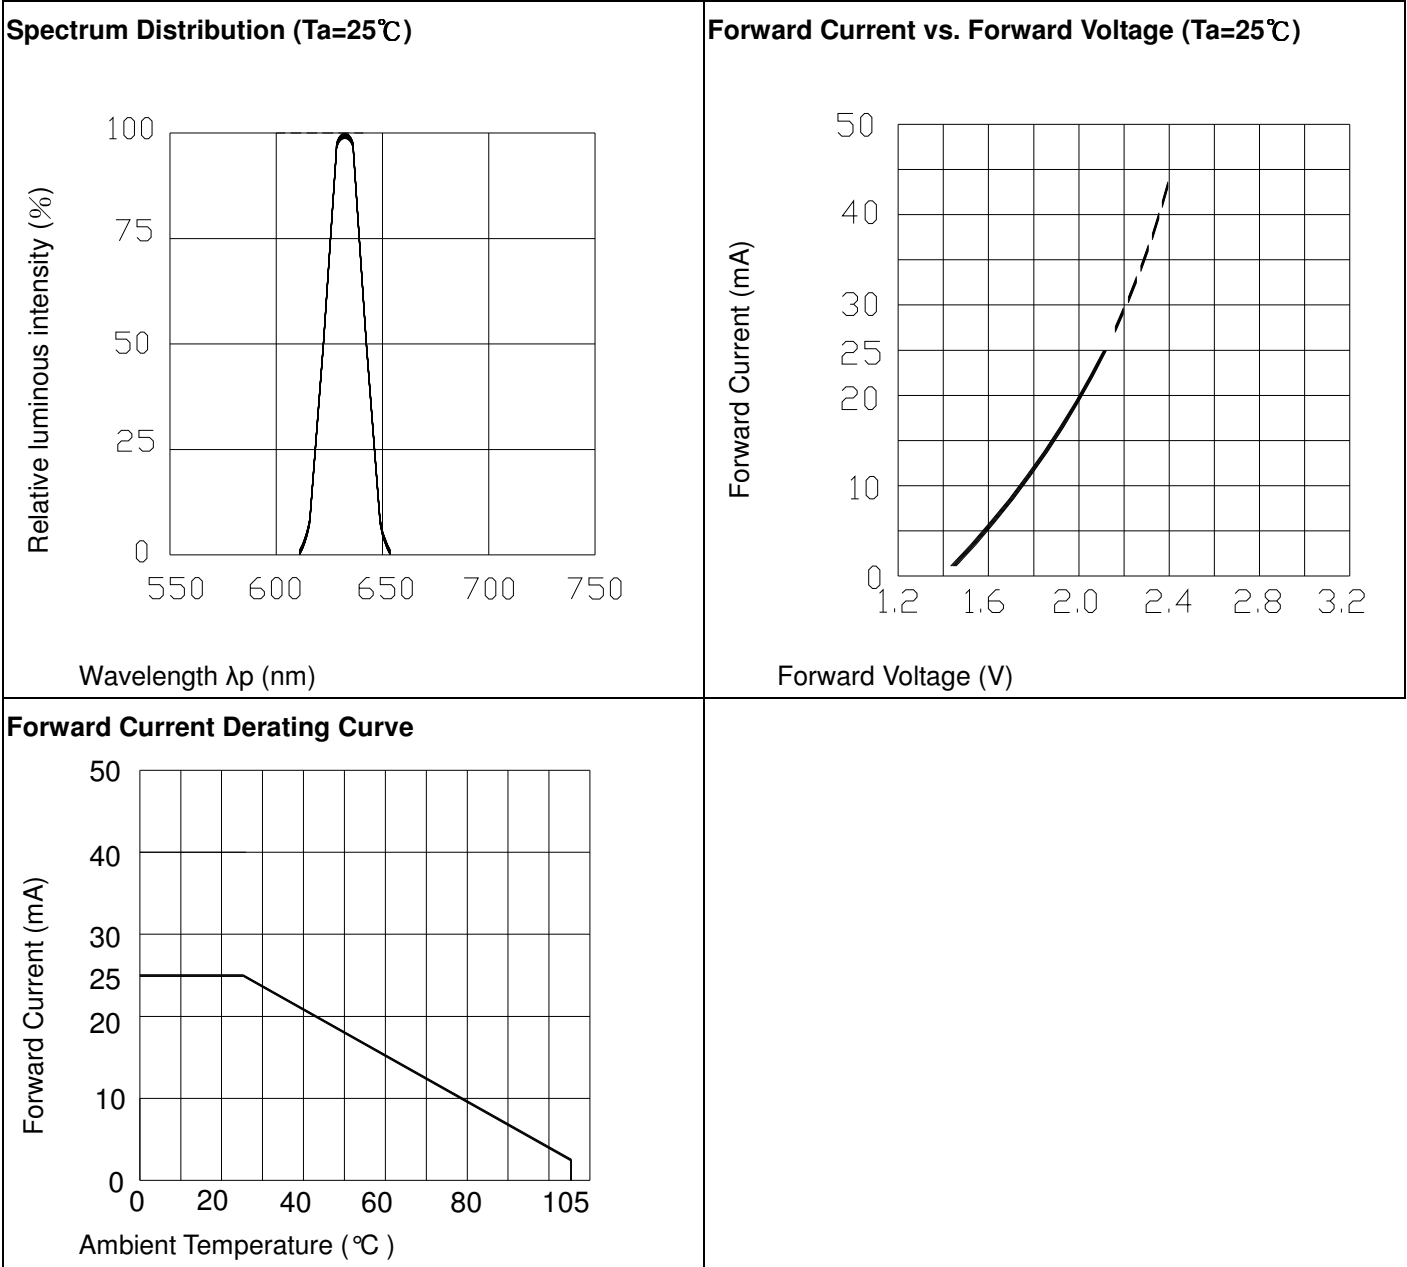 Spectrum Distribution (Ta=25℃)
100
75
50
25
0
550 600 650 700 750
Relative luminous intensity (%)
Wavelength λp (nm)
Forward Current vs. Forward Voltage (Ta=25℃)
50
40
30
25
20
10
0
1.2 1.6 2.0 2.4 2.8 3.2
Forward Current (mA)
Forward Voltage (V)
Forward Current Derating Curve
50
40
30
25
20
10
0
0 20 40 60 80 105
Forward Current (mA)
Ambient Temperature (℃ )